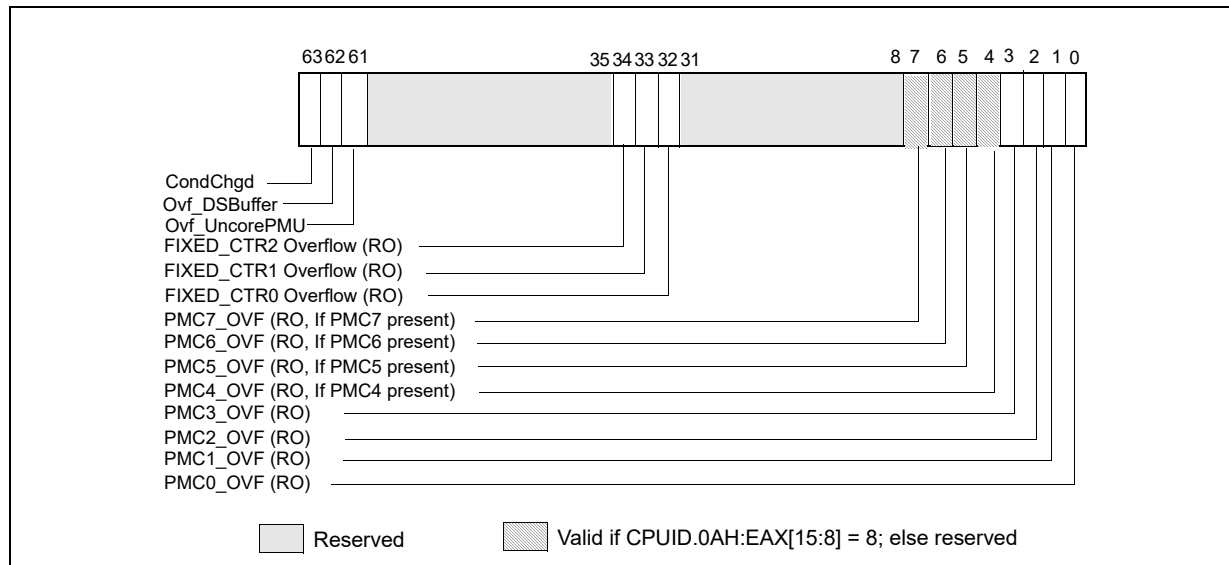 63 62 61 35 34 33 32 31 8 7 6 5 4 3 2 1 0
CondChgd
Ovf_DSBuffer
Ovf_UncorePMU
FIXED_CTR2 Overflow (RO)
FIXED_CTR1 Overflow (RO)
FIXED_CTR0 Overflow (RO)
PMC7_OVF (RO, If PMC7 present)
PMC6_OVF (RO, If PMC6 present)
PMC5_OVF (RO, If PMC5 present)
PMC4_OVF (RO, If PMC4 present)
PMC3_OVF (RO)
PMC2_OVF (RO)
PMC1_OVF (RO)
PMC0_OVF (RO)
Reserved Valid if CPUID.0AH:EAX[15:8] = 8; else reserved